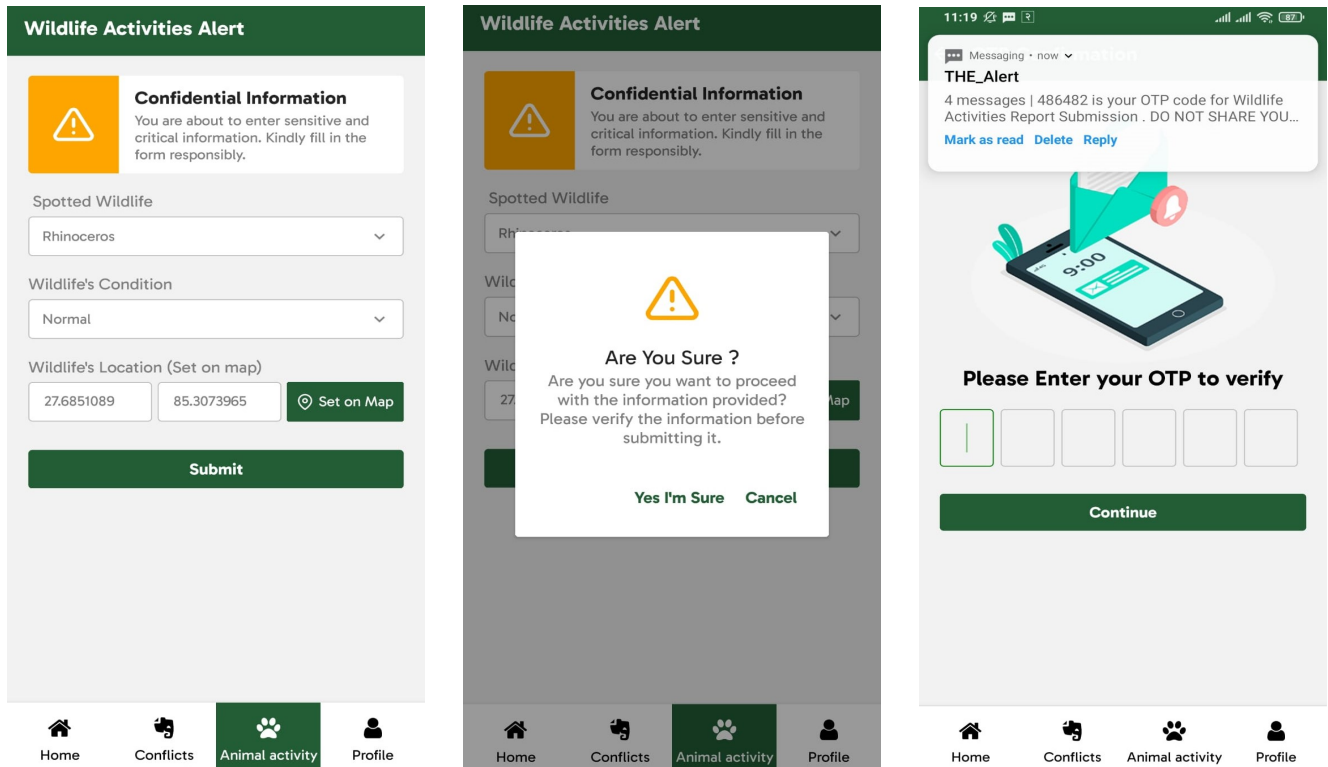 Wildlife Activities Alert
Confidential Information
You are about to enter sensitive and
critical information. Kindly fill in the
form responsibly.
Spotted Wildlife
Rhinoceros
Wildlife's Condition
Normal
Wildlife's Location (Set on map)
27.6851089 85.3073965 Set on Map
Submit
Home Conflicts Animal activity Profile
Wildlife Activities Alert
Confidential Information
You are about to enter sensitive and
critical information. Kindly fill in the
form responsibly.
Spotted Wildlife
Are You Sure ?
Are you sure you want to proceed
with the information provided?
Please verify the information before
submitting it.
Yes I'm Sure Cancel
Home Conflicts Animal activity Profile
11:19 87
Messaging • now
THE_Alert
4 messages | 486482 is your OTP code for Wildlife
Activities Report Submission . DO NOT SHARE YOU...
Mark as read Delete Reply
9:00
Please Enter your OTP to verify
Continue
Home Conflicts Animal activity Profile